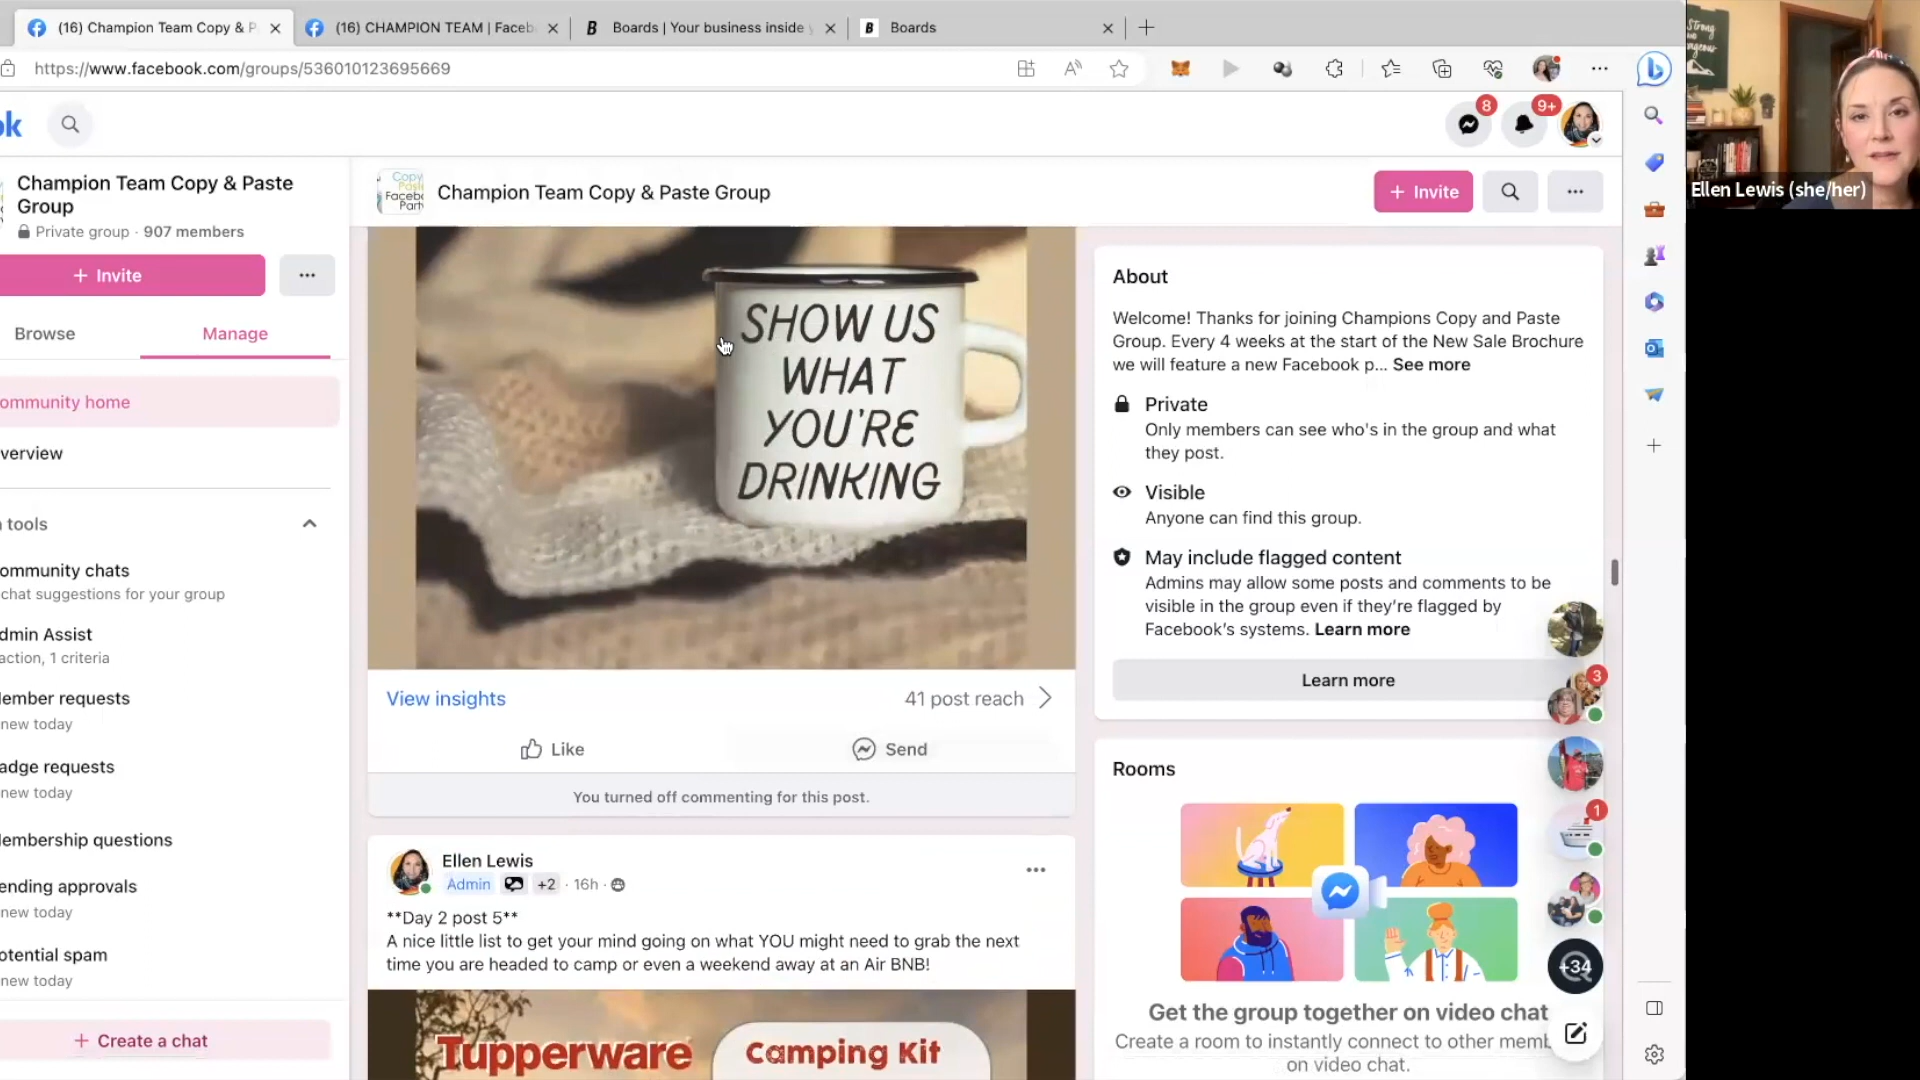 (16) Champion Team Copy & P
(16) CHAMPION TEAM | Faceb
Boards | Your business inside
Boards
https://www.facebook.com/groups/536010123695669
ok
8
9+
Champion Team Copy & Paste
Group
Private group · 907 members
+ Invite
Browse
Manage
ommunity home
verview
tools
ommunity chats
chat suggestions for your group
dmin Assist
action, 1 criteria
ember requests
new today
adge requests
new today
embership questions
ending approvals
new today
otential spam
new today
+ Create a chat
Copy
Faceb
Party
Champion Team Copy & Paste Group
+ Invite
SHOW US
WHAT
YOU'RE
DRINKING
View insights
41 post reach
Like
Send
You turned off commenting for this post.
Ellen Lewis
Admin +2 · 16h ·
**Day 2 post 5**
A nice little list to get your mind going on what YOU might need to grab the next
time you are headed to camp or even a weekend away at an Air BNB!
Tupperware
Camping Kit
About
Welcome! Thanks for joining Champions Copy and Paste
Group. Every 4 weeks at the start of the New Sale Brochure
we will feature a new Facebook p... See more
Private
Only members can see who's in the group and what
they post.
Visible
Anyone can find this group.
May include flagged content
Admins may allow some posts and comments to be
visible in the group even if they're flagged by
Facebook's systems. Learn more
Learn more
Rooms
Get the group together on video chat
Create a room to instantly connect to other memb
on video chat.
3
1
+34
Strong
Ellen Lewis (she/her)